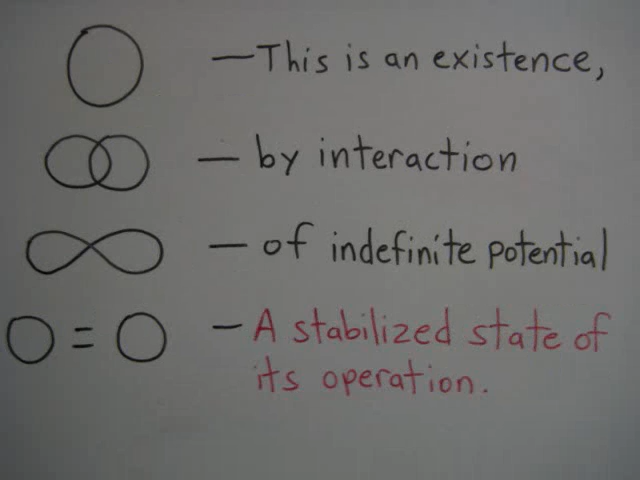 — This is an existence,
— by interaction
— of indefinite potential
O = O — A stabilized state of
its operation.